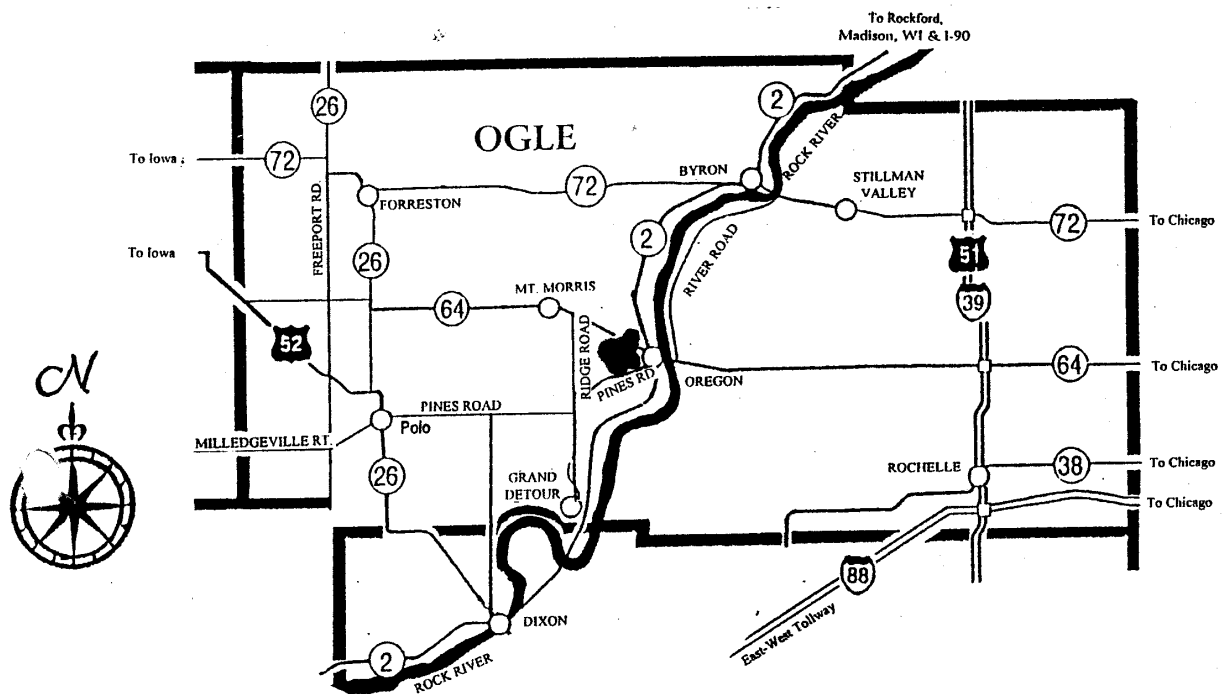 To Rockford,
Madison, WI & I-90
26
2
OGLE
ROCK RIVER
To Iowa
72
72
BYRON
STILLMAN
VALLEY
FORRESTON
72
To Chicago
FREEPORT RD.
2
RIVER ROAD
To Iowa
26
51
MT. MORRIS
64
39
52
RIDGE ROAD
N
PINES RD
OREGON
64
To Chicago
PINES ROAD
Polo
MILLEDGEVILLE RT.
26
GRAND
DETOUR
ROCHELLE
38
To Chicago
To Chicago
88
East-West Tollway
DIXON
2
ROCK RIVER